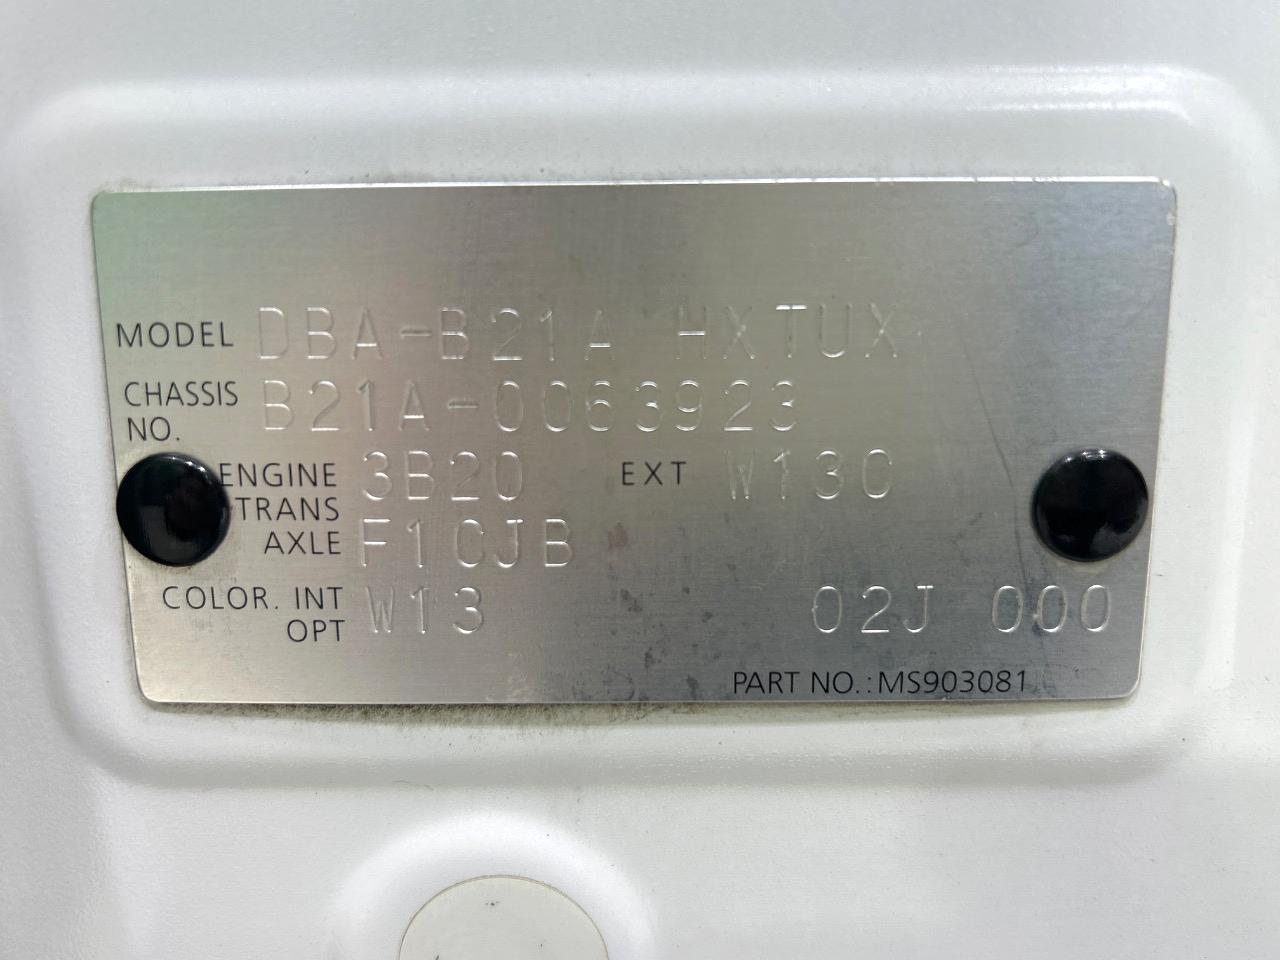 MODEL DBA-B21A HXTUX
CHASSIS NO. B21A-0063923
ENGINE 3B20 EXT W13C
TRANS AXLE F1CJB
COLOR. INT OPT W13 02J 000
PART NO.: MS903081